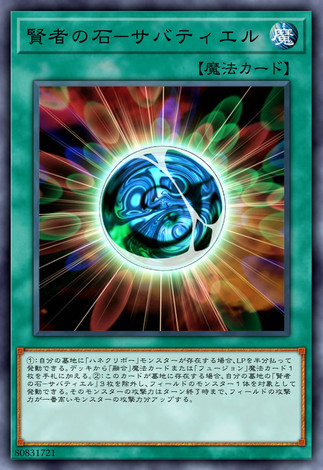 賢者の石－サバティエル
魔
【魔法カード】
①：自分の墓地に「ハネクリボー」モンスターが存在する場合、LPを半分払って
発動できる。デッキから「融合」魔法カードまたは「フュージョン」魔法カード１
枚を手札に加える。②：このカードが墓地に存在する場合、自分の墓地の「賢者
の石－サバティエル」３枚を除外し、フィールドのモンスター１体を対象として
発動できる。そのモンスターの攻撃力はターン終了時まで、フィールドの攻撃
力が一番高いモンスターの攻撃力分アップする。
80831721